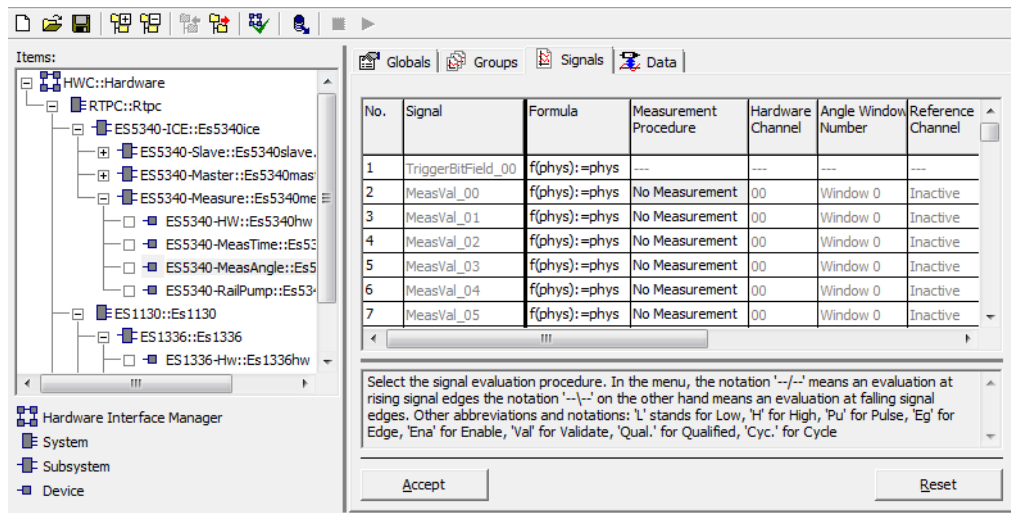 Items:
HWC::Hardware
RTPC::Rtpc
ES5340-ICE::Es5340ice
ES5340-Slave::Es5340slave.
ES5340-Master::Es5340mas
ES5340-Measure::Es5340me
ES5340-HW::Es5340hw
ES5340-MeasTime::Es53
ES5340-MeasAngle::Es5
ES5340-RailPump::Es534
ES1130::Es1130
ES1336::Es1336
ES1336-Hw::Es1336hw
Hardware Interface Manager
System
Subsystem
Device
Globals Groups Signals Data
No. Signal Formula Measurement Procedure Hardware Channel Angle Window Number Reference Channel
1 TriggerBitField_00 f(phys):=phys --- --- --- ---
2 MeasVal_00 f(phys):=phys No Measurement 00 Window 0 Inactive
3 MeasVal_01 f(phys):=phys No Measurement 00 Window 0 Inactive
4 MeasVal_02 f(phys):=phys No Measurement 00 Window 0 Inactive
5 MeasVal_03 f(phys):=phys No Measurement 00 Window 0 Inactive
6 MeasVal_04 f(phys):=phys No Measurement 00 Window 0 Inactive
7 MeasVal_05 f(phys):=phys No Measurement 00 Window 0 Inactive
Select the signal evaluation procedure. In the menu, the notation '--/--' means an evaluation at
rising signal edges the notation '--\--' on the other hand means an evaluation at falling signal
edges. Other abbreviations and notations: 'L' stands for Low, 'H' for High, 'Pu' for Pulse, 'Eg' for
Edge, 'Ena' for Enable, 'Val' for Validate, 'Qual.' for Qualified, 'Cyc.' for Cycle
Accept Reset